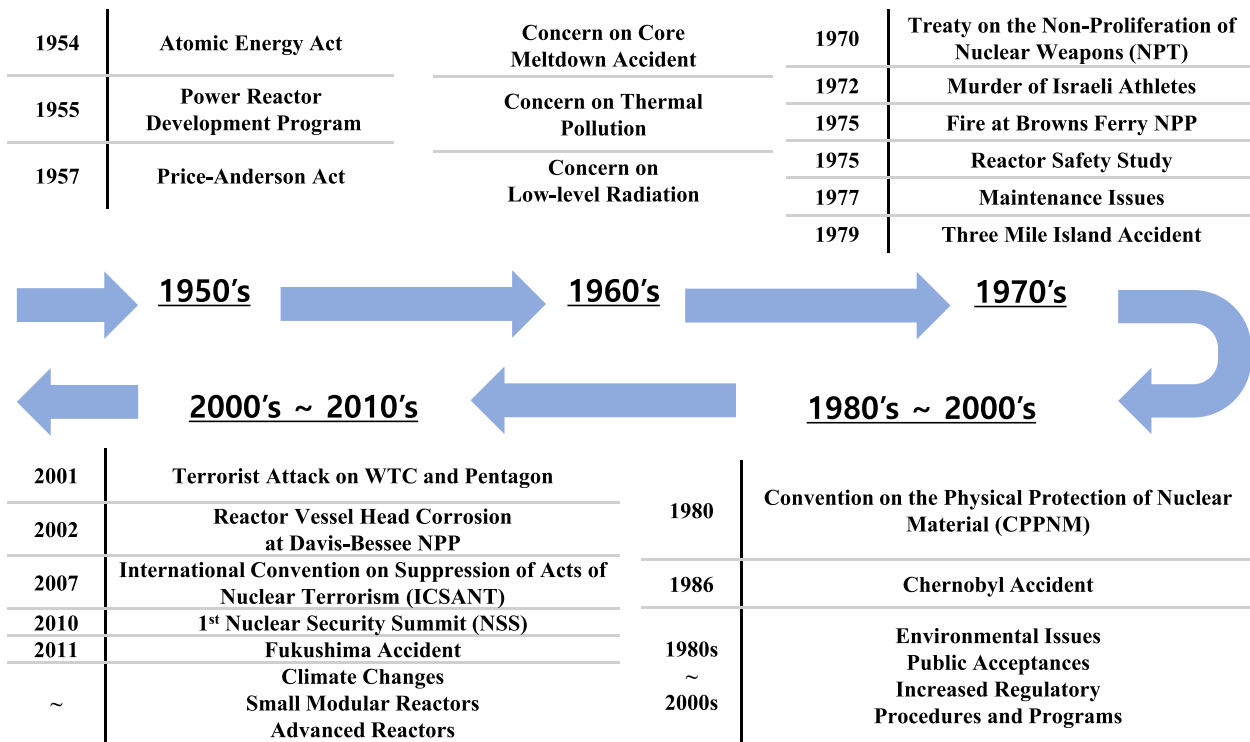 1954 Atomic Energy Act
1955 Power Reactor
Development Program
1957 Price-Anderson Act
Concern on Core
Meltdown Accident
Concern on Thermal
Pollution
Concern on
Low-level Radiation
1970 Treaty on the Non-Proliferation of
Nuclear Weapons (NPT)
1972 Murder of Israeli Athletes
1975 Fire at Browns Ferry NPP
1975 Reactor Safety Study
1977 Maintenance Issues
1979 Three Mile Island Accident
1950's
1960's
1970's
2000's ~ 2010's
1980's ~ 2000's
2001 Terrorist Attack on WTC and Pentagon
2002 Reactor Vessel Head Corrosion
at Davis-Bessee NPP
2007 International Convention on Suppression of Acts of
Nuclear Terrorism (ICSANT)
2010 1st Nuclear Security Summit (NSS)
2011 Fukushima Accident
~ Climate Changes
Small Modular Reactors
Advanced Reactors
1980 Convention on the Physical Protection of Nuclear
Material (CPPNM)
1986 Chernobyl Accident
1980s
~
2000s
Environmental Issues
Public Acceptances
Increased Regulatory
Procedures and Programs